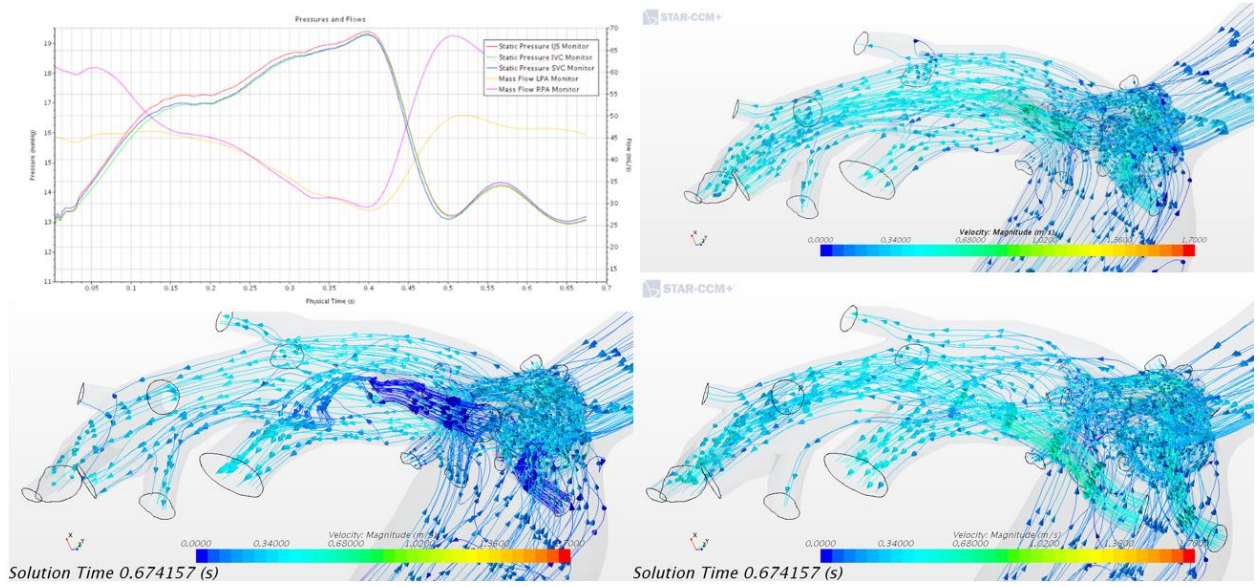 Pressures and Flows
Static Pressure IJS Monitor
Static Pressure IVC Monitor
Static Pressure SVC Monitor
Mass Flow LPA Monitor
Mass Flow RPA Monitor
Pressure (mmHg)
19
18
17
16
15
14
13
12
11
Flow (mL/s)
70
65
60
55
50
45
40
35
30
25
20
15
0.05 0.1 0.15 0.2 0.25 0.3 0.35 0.4 0.45 0.5 0.55 0.6 0.65 0.7
Physical Time (s)
STAR-CCM+
X Y
Velocity: Magnitude (m/s)
0.0000 0.34000 0.68000 1.0200 1.3600 1.7000
X Y
Velocity: Magnitude (m/s)
0.0000 0.34000 0.68000 1.0200 1.3600
Solution Time 0.674157 (s)
STAR-CCM+
X Y
Velocity: Magnitude (m/s)
0.0000 0.34000 0.68000 1.0200 1.3600
Solution Time 0.674157 (s)